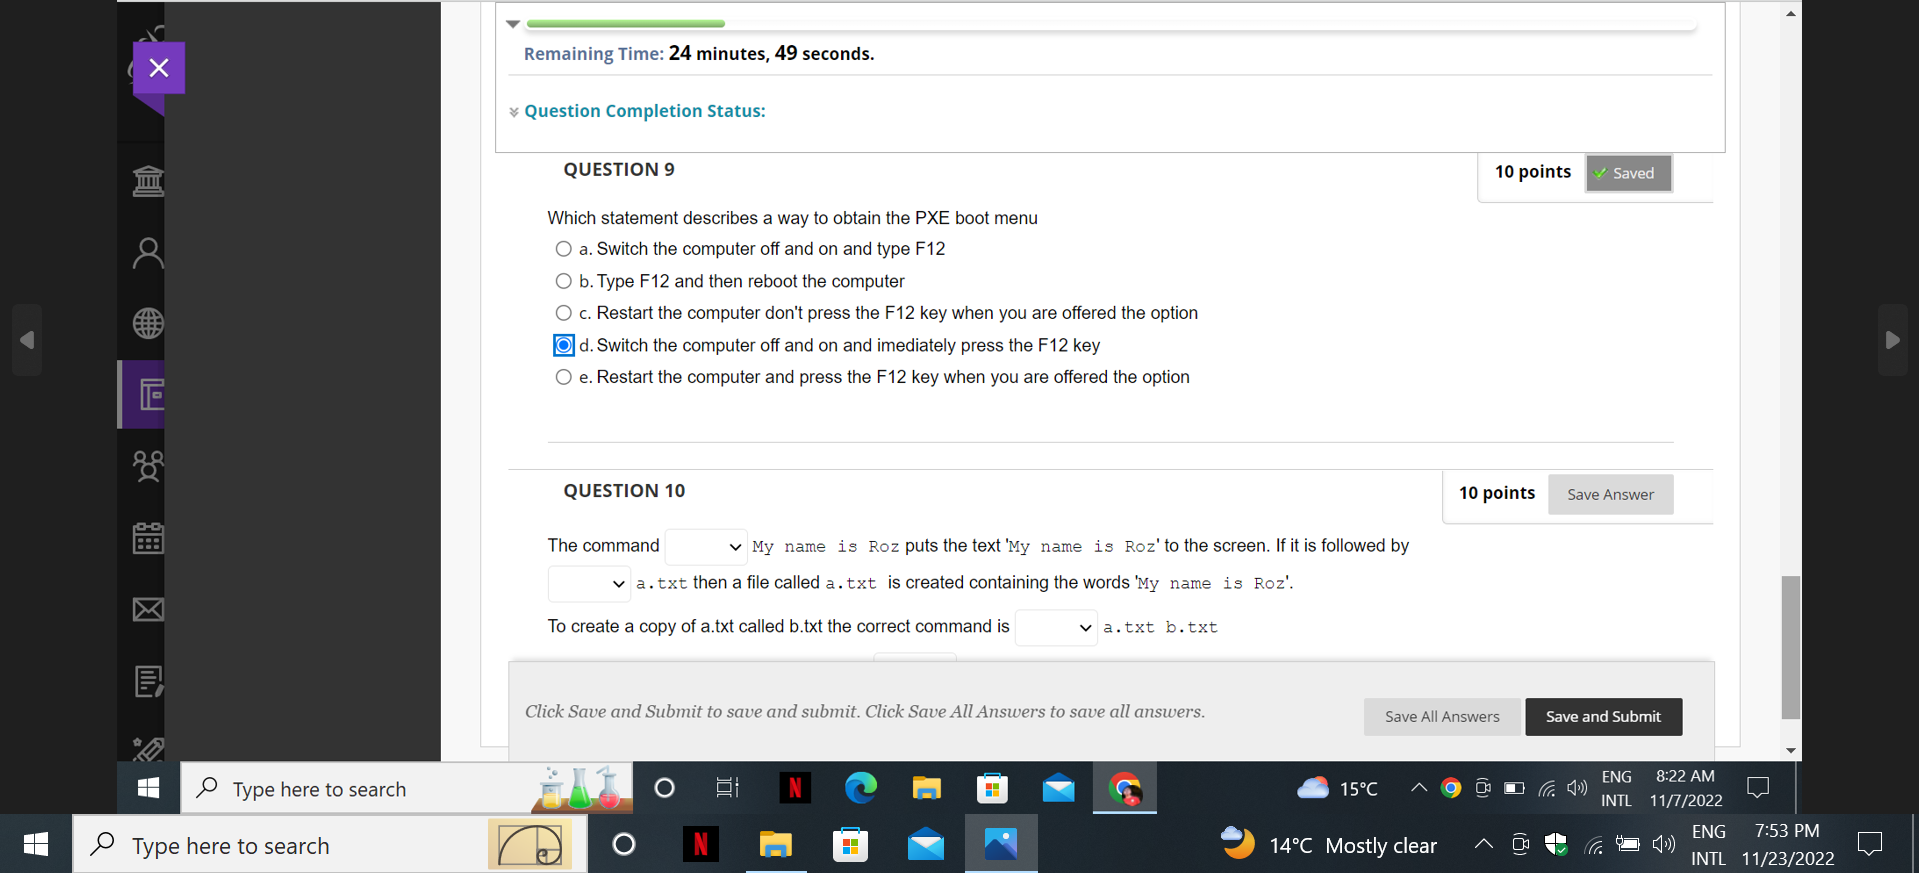 Remaining Time: 24 minutes, 49 seconds.
Question Completion Status:
QUESTION 9
10 points
Saved
Which statement describes a way to obtain the PXE boot menu
a. Switch the computer off and on and type F12
b. Type F12 and then reboot the computer
c. Restart the computer don't press the F12 key when you are offered the option
d. Switch the computer off and on and imediately press the F12 key
e. Restart the computer and press the F12 key when you are offered the option
QUESTION 10
10 points
Save Answer
The command My name is Roz puts the text 'My name is Roz' to the screen. If it is followed by
a.txt then a file called a.txt is created containing the words 'My name is Roz'.
To create a copy of a.txt called b.txt the correct command is a.txt b.txt
Click Save and Submit to save and submit. Click Save All Answers to save all answers.
Save All Answers
Save and Submit
Type here to search
N
15°C
ENG
INTL
8:22 AM
11/7/2022
Type here to search
N
14°C Mostly clear
ENG
INTL
7:53 PM
11/23/2022